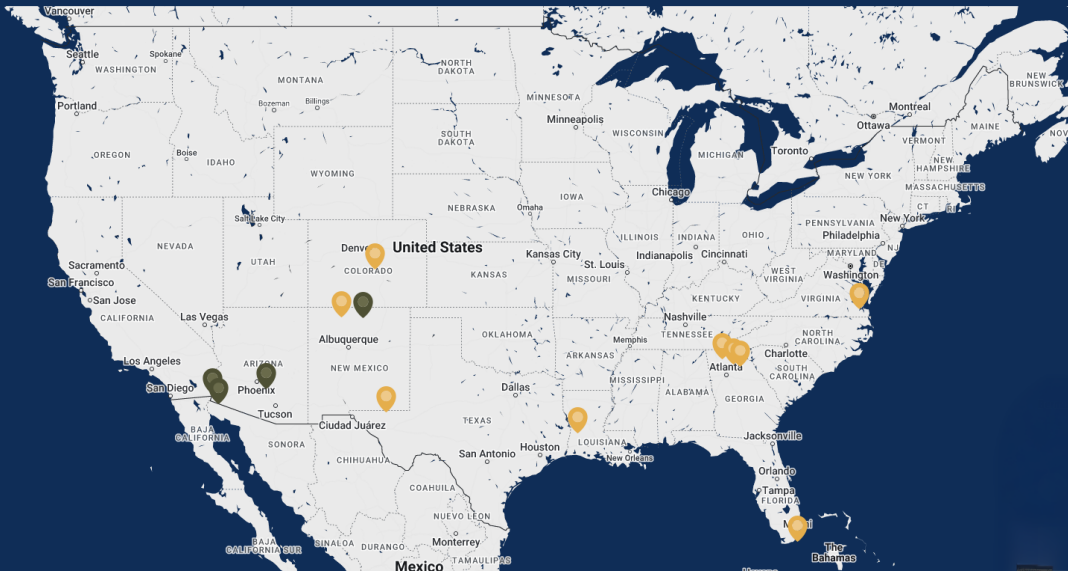 Vancouver
Seattle
Spokane
WASHINGTON
Portland
OREGON
Boise
IDAHO
MONTANA
Bozeman
Billings
NORTH
DAKOTA
SOUTH
DAKOTA
WYOMING
MINNESOTA
Minneapolis
WISCONSIN
MICHIGAN
Toronto
Ottawa
Montreal
MAINE
NEW
BRUNSWICK
VERMONT
NEW
HAMPSHIRE
MASSACHUSETTS
CT
RI
NEW YORK
New York
Chicago
IOWA
NEBRASKA
Omaha
Salt Lake City
NEVADA
UTAH
COLORADO
United States
KANSAS
Kansas City
St. Louis
MISSOURI
ILLINOIS
INDIANA
Indianapolis
OHIO
Cincinnati
PENNSYLVANIA
Philadelphia
NJ
MARYLAND
DE
Washington
WEST
VIRGINIA
VIRGINIA
KENTUCKY
Sacramento
San Francisco
San Jose
CALIFORNIA
Las Vegas
Los Angeles
San Diego
ARIZONA
Phoenix
Tucson
Albuquerque
NEW MEXICO
OKLAHOMA
ARKANSAS
Nashville
TENNESSEE
Memphis
NORTH
CAROLINA
Charlotte
SOUTH
CAROLINA
Atlanta
GEORGIA
ALABAMA
MISSISSIPPI
Dallas
TEXAS
LOUISIANA
New Orleans
Houston
San Antonio
Jacksonville
Orlando
Tampa
FLORIDA
The
Bahamas
Ciudad Juárez
BAJA
CALIFORNIA
SONORA
CHIHUAHUA
COAHUILA
NUEVO LEON
Monterrey
TAMAULIPAS
BAJA
CALIFORNIA SUR
SINALOA
DURANGO
Mexico